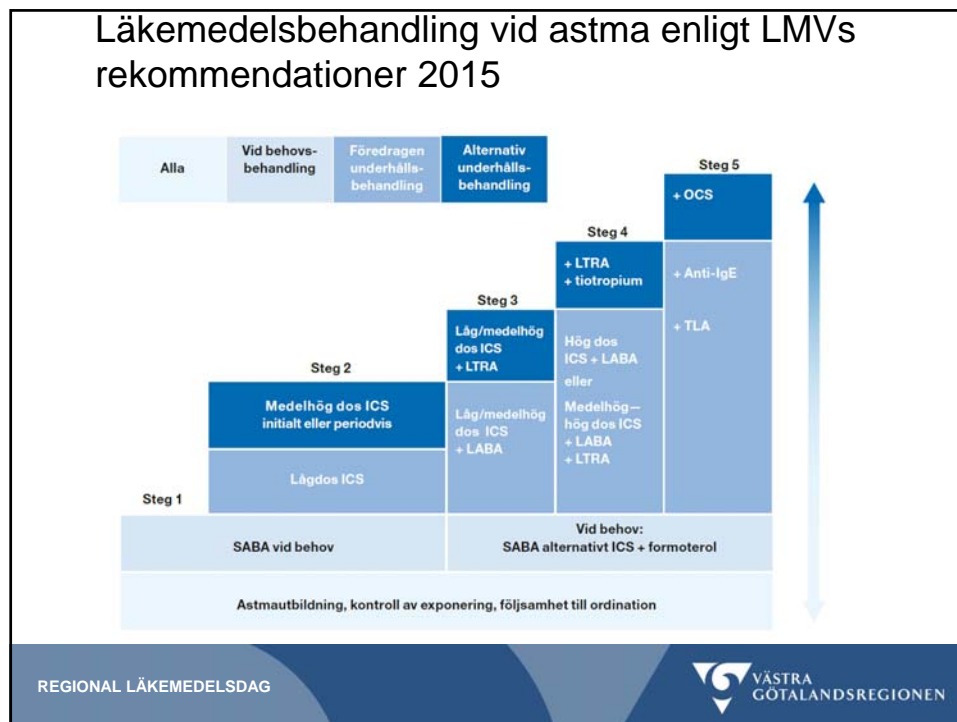 Läkemedelsbehandling vid astma enligt LMVs
rekommendationer 2015
Alla
Vid behovs-
behandling
Föredragen
underhålls-
behandling
Alternativ
underhålls-
behandling
Steg 5
+ OCS
+ Anti-IgE
+ TLA
Steg 4
+ LTRA
+ tiotropium
Hög dos
ICS + LABA
eller
Medelhög—
hög dos ICS
+ LABA
+ LTRA
Steg 3
Låg/medelhög
dos ICS
+ LTRA
Låg/medelhög
dos ICS
+ LABA
Steg 2
Medelhög dos ICS
initialt eller periodvis
Lågdos ICS
Steg 1
SABA vid behov
Vid behov:
SABA alternativt ICS + formoterol
Astmautbildning, kontroll av exponering, följsamhet till ordination
REGIONAL LÄKEMEDELSDAG
VÄSTRA
GÖTALANDSREGIONEN